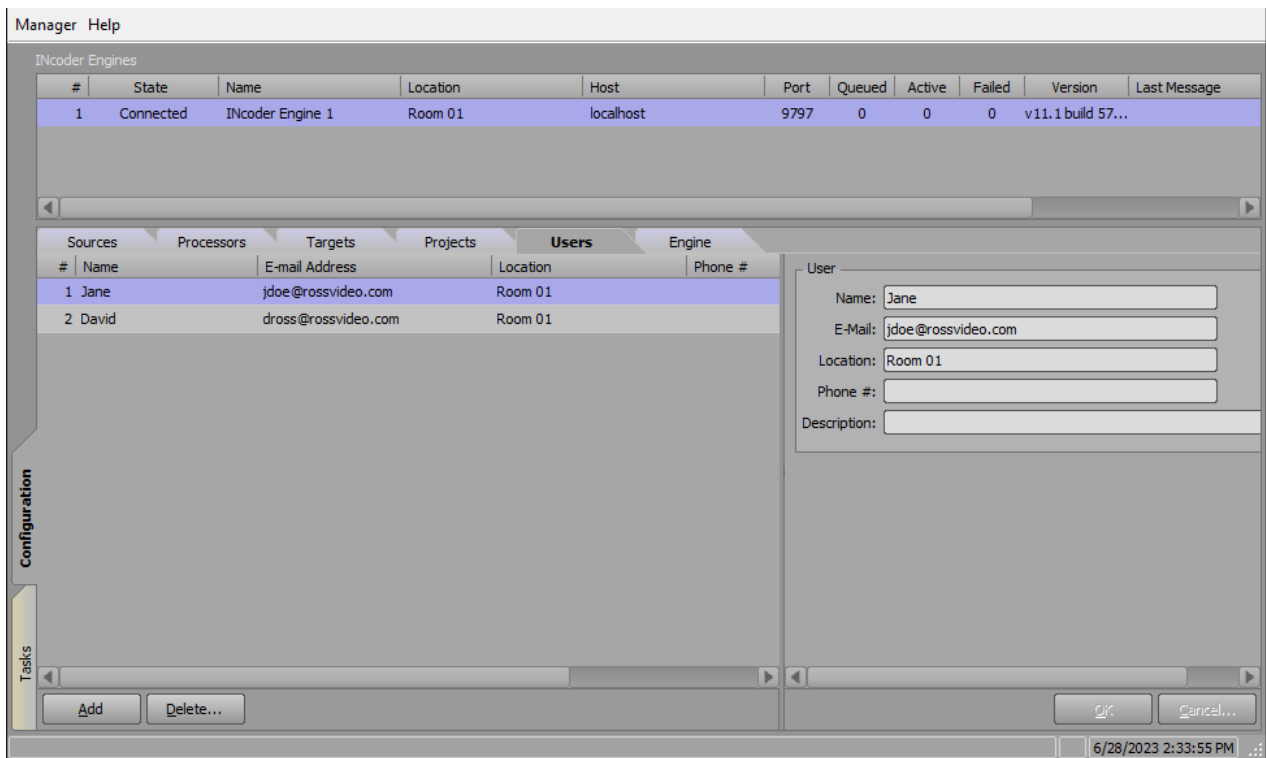 Manager Help
INcoder Engines
# State Name Location Host Port Queued Active Failed Version Last Message
1 Connected INcoder Engine 1 Room 01 localhost 9797 0 0 0 v11.1 build 57...
Sources Processors Targets Projects Users Engine
# Name E-mail Address Location Phone #
1 Jane jdoe@rossvideo.com Room 01
2 David dross@rossvideo.com Room 01
User
Name: Jane
E-Mail: jdoe@rossvideo.com
Location: Room 01
Phone #:
Description:
Configuration
Tasks
Add Delete...
OK Cancel...
6/28/2023 2:33:55 PM